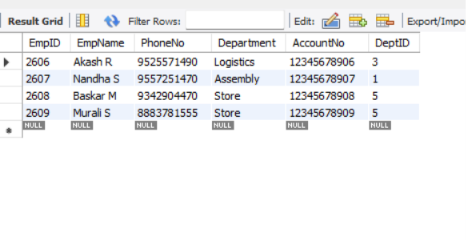 Result Grid Filter Rows: Edit: Export/Impo
EmpID EmpName PhoneNo Department AccountNo DeptID
2606 Akash R 9525571490 Logistics 12345678906 3
2607 Nandha S 9557251470 Assembly 12345678907 1
2608 Baskar M 9342904470 Store 12345678908 5
2609 Murali S 8883781555 Store 12345678909 5
NULL NULL NULL NULL NULL NULL